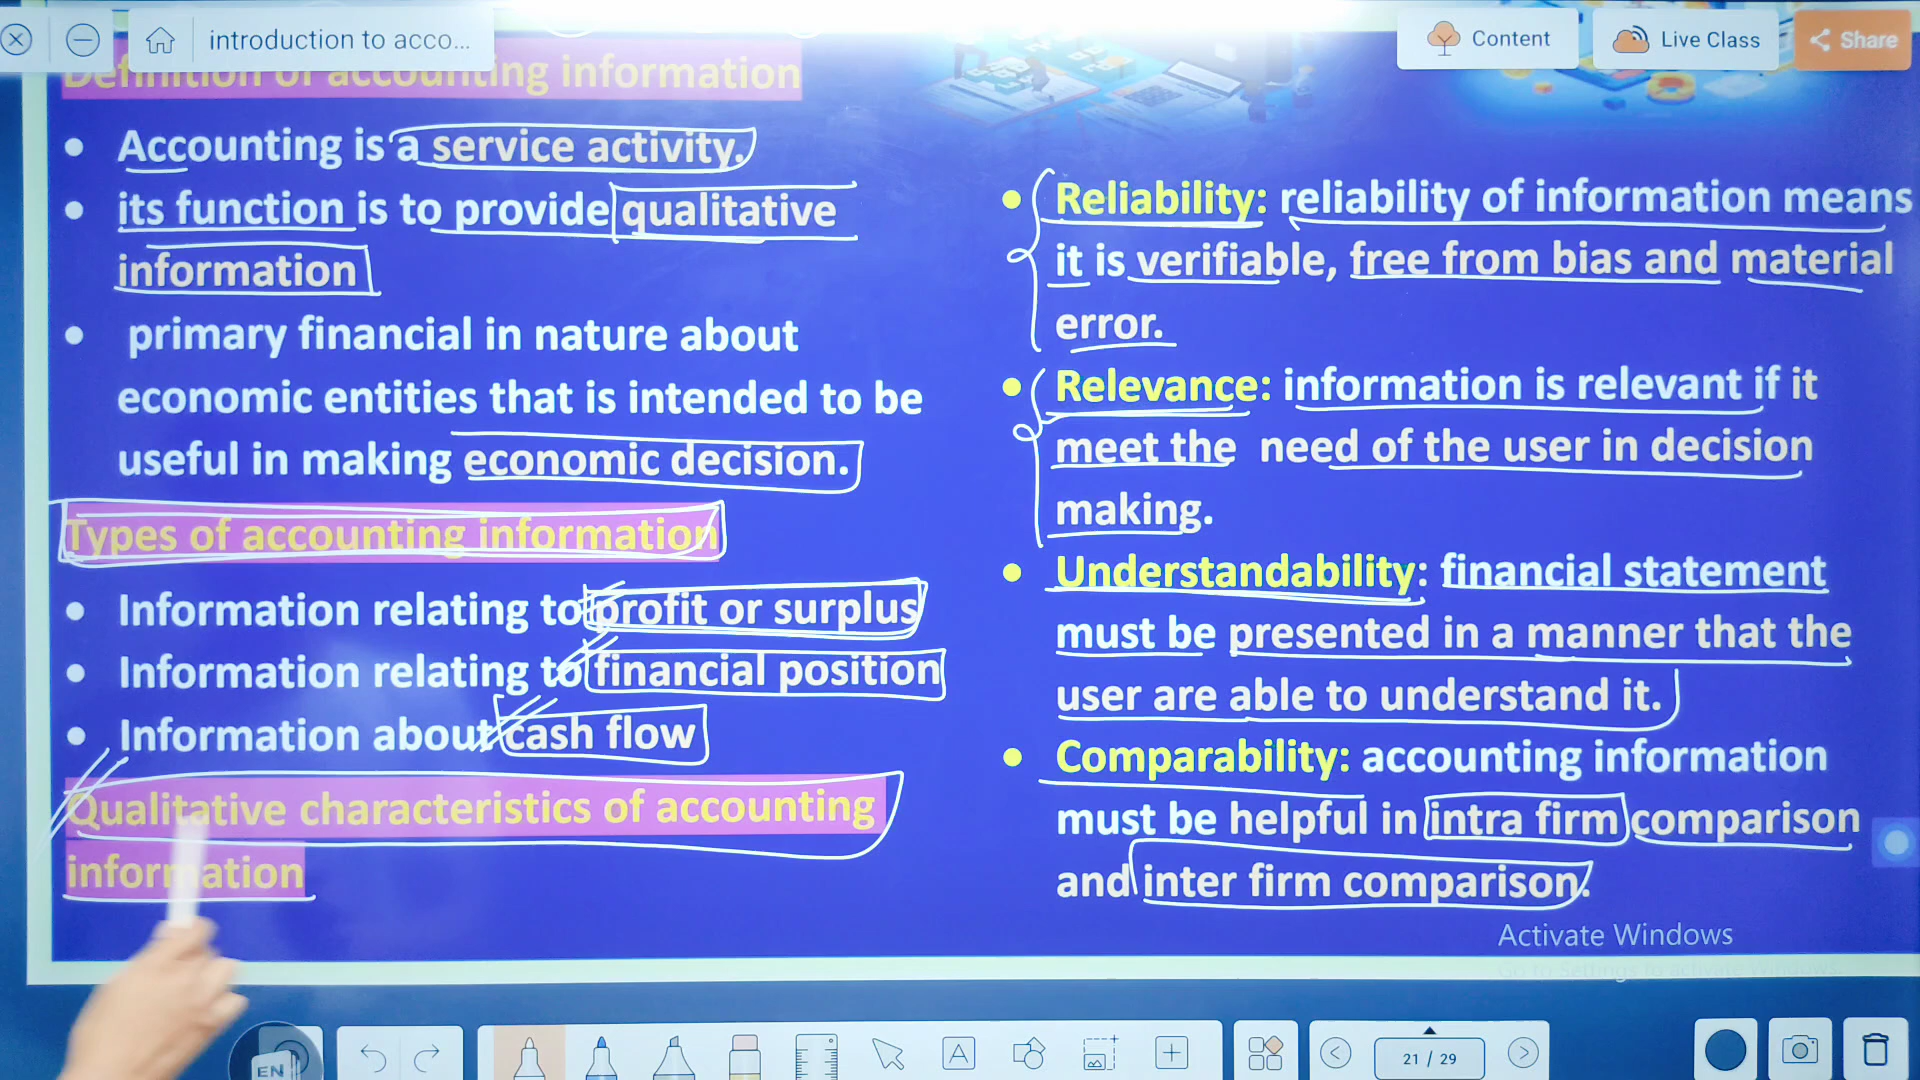 introduction to acco...
Content
Live Class
Share
Definition of accounting information
Accounting is a service activity.
its function is to provide qualitative
information
primary financial in nature about
economic entities that is intended to be
useful in making economic decision.
Types of accounting information
Information relating to profit or surplus
Information relating to financial position
Information about cash flow
Qualitative characteristics of accounting
information
Reliability: reliability of information means
it is verifiable, free from bias and material
error.
Relevance: information is relevant if it
meet the need of the user in decision
making.
Understandability: financial statement
must be presented in a manner that the
user are able to understand it.
Comparability: accounting information
must be helpful in intra firm comparison
and inter firm comparison.
Activate Windows
Go to Settings to activate Windows.
EN
A
21 / 29